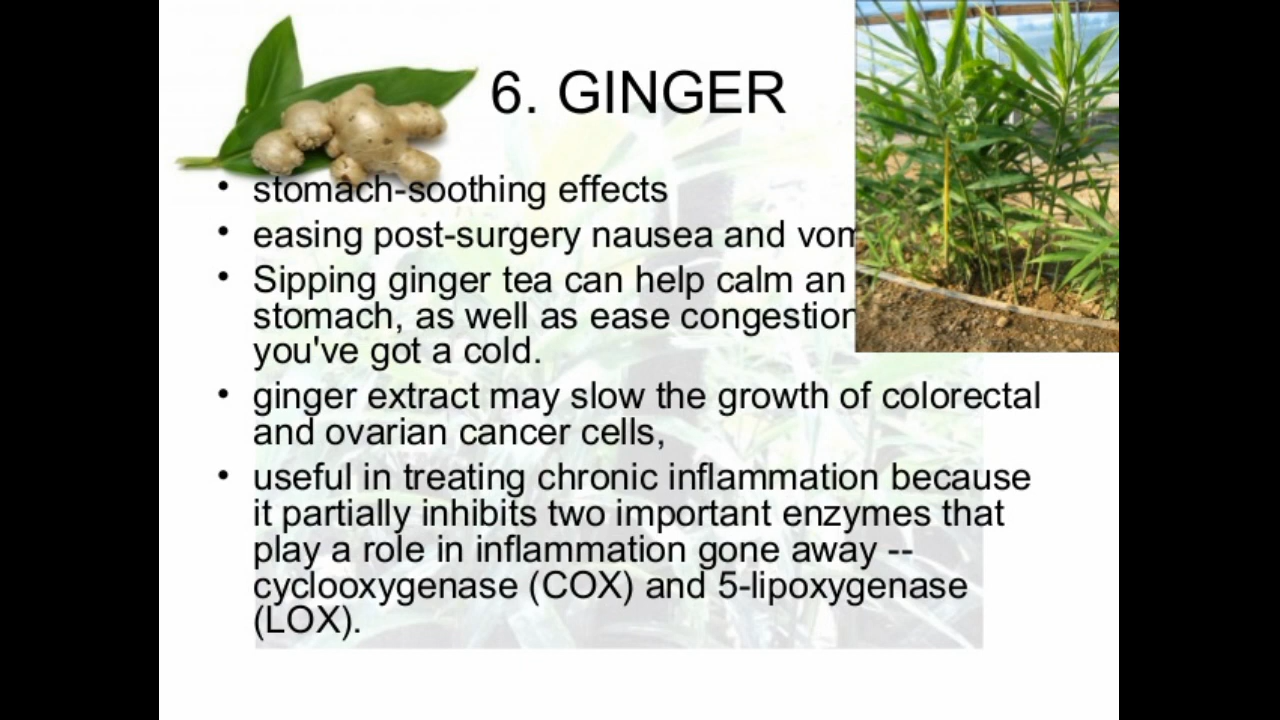 6. GINGER
• stomach-soothing effects
• easing post-surgery nausea and
• Sipping ginger tea can help calm an
stomach, as well as ease
you've got a cold.
• ginger extract may slow the growth of colorectal
and ovarian cancer cells,
• useful in treating chronic inflammation because
it partially inhibits two important enzymes that
play a role in inflammation gone away --
cyclooxygenase (COX) and 5-lipoxygenase
(LOX).